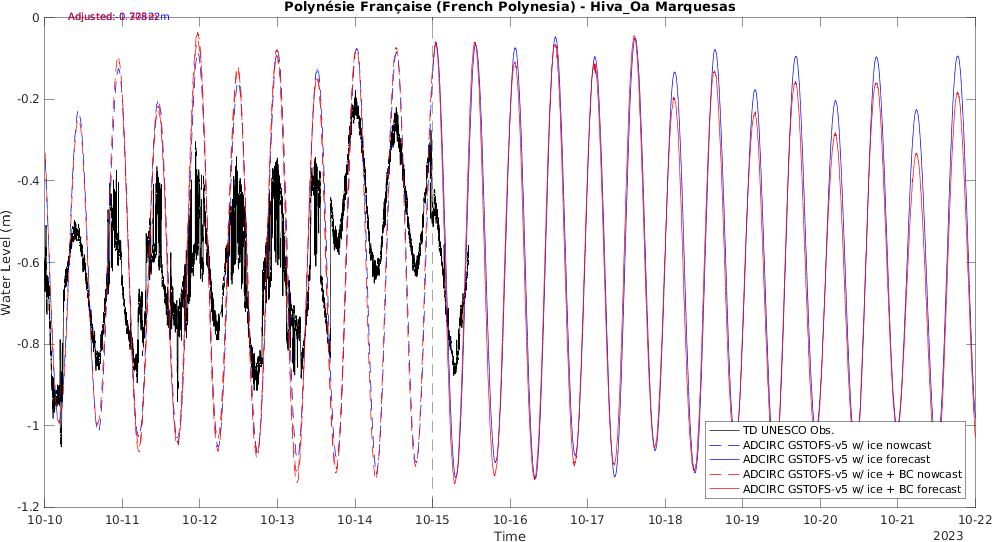 Polynésie Française (French Polynesia) - Hiva_Oa Marquesas
Adjusted:
0
-0.2
-0.4
-0.6
-0.8
-1
-1.2
Water Level (m)
TD UNESCO Obs.
ADCIRC GSTOFS-v5 w/ ice nowcast
ADCIRC GSTOFS-v5 w/ ice forecast
ADCIRC GSTOFS-v5 w/ ice + BC nowcast
ADCIRC GSTOFS-v5 w/ ice + BC forecast
10-10 10-11 10-12 10-13 10-14 10-15 10-16 10-17 10-18 10-19 10-20 10-21 10-22
Time
2023